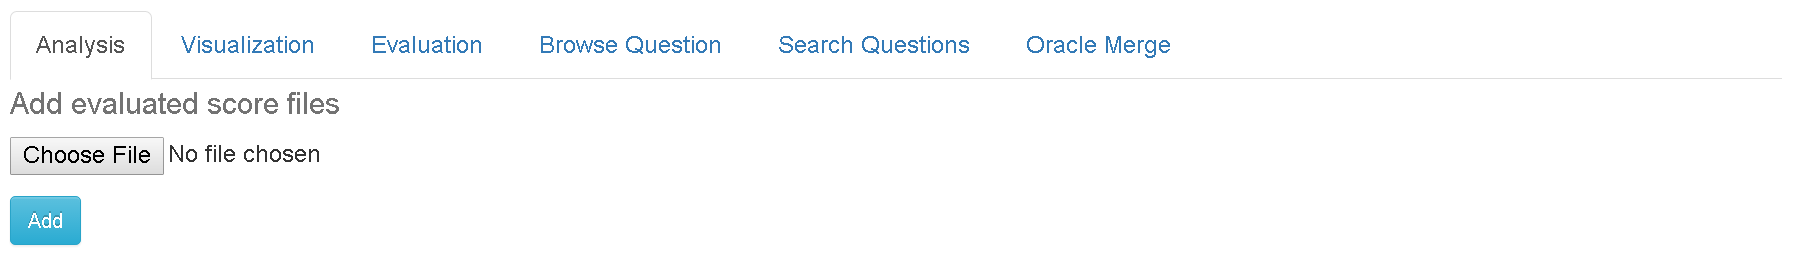 Analysis Visualization Evaluation Browse Question Search Questions Oracle Merge
Add evaluated score files
Choose File No file chosen
Add